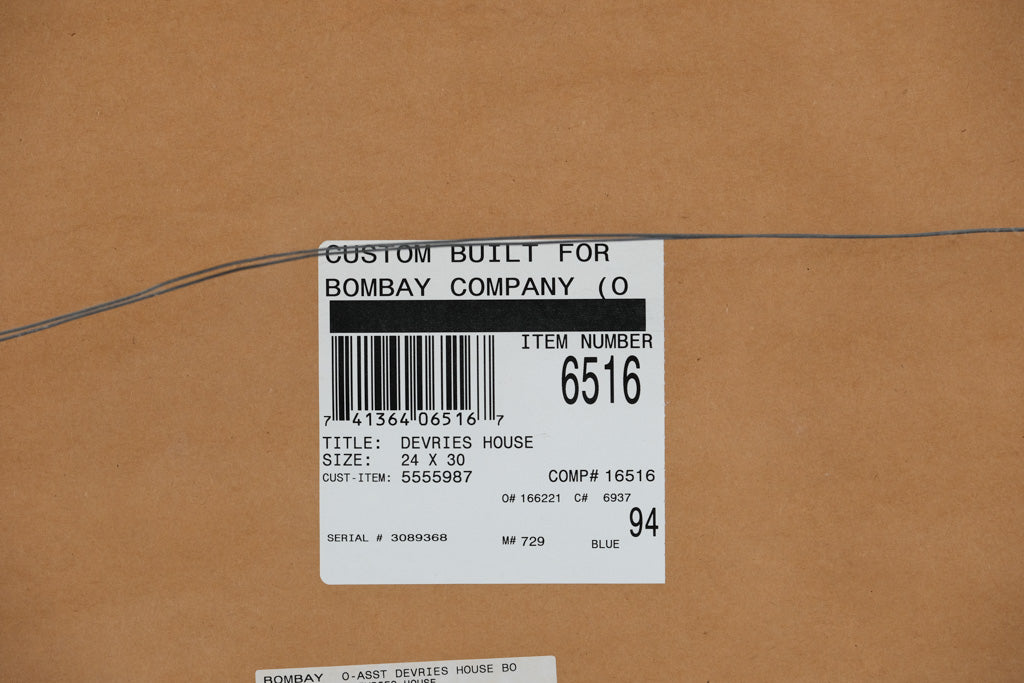 CUSTOM BUILT FOR
BOMBAY COMPANY (O
ITEM NUMBER
6516
7 41364 06516 7
TITLE: DEVRIES HOUSE
SIZE: 24 X 30
CUST-ITEM: 5555987
COMP# 16516
O# 166221 C# 6937
94
SERIAL # 3089368
M# 729
BLUE
BOMBAY O-ASST DEVRIES HOUSE BO
HOUSE